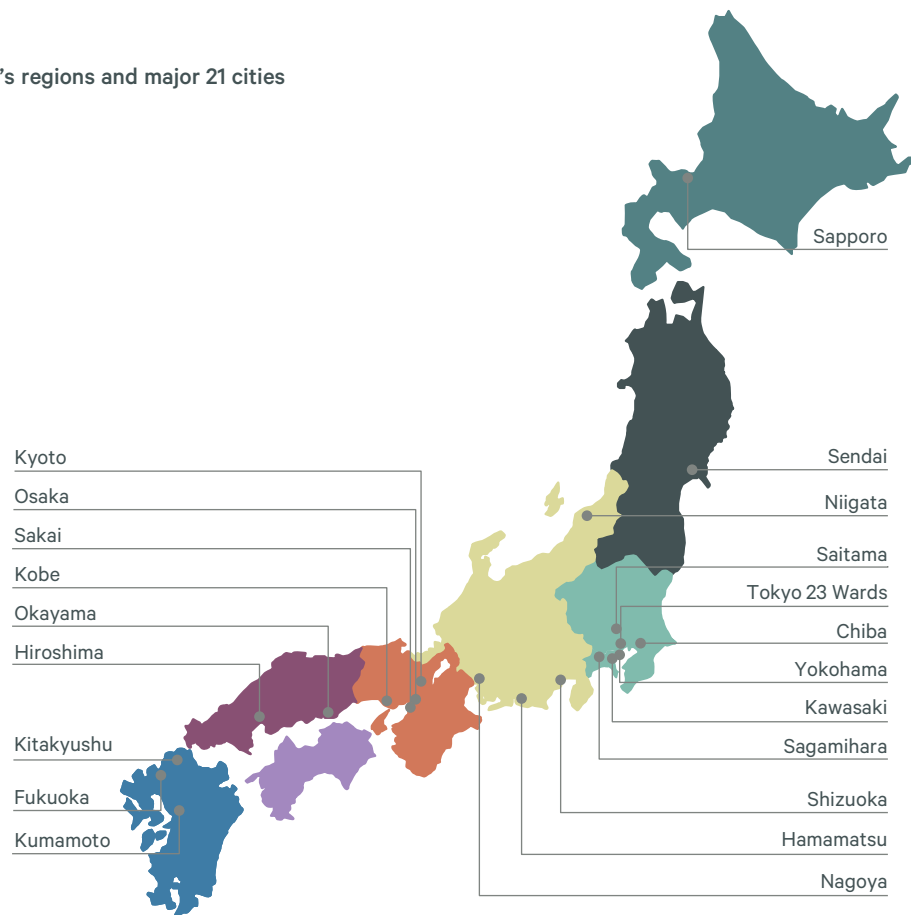 ’s regions and major 21 cities
Sapporo
Kyoto
Osaka
Sakai
Kobe
Okayama
Hiroshima
Kitakyushu
Fukuoka
Kumamoto
Sendai
Niigata
Saitama
Tokyo 23 Wards
Chiba
Yokohama
Kawasaki
Sagamihara
Shizuoka
Hamamatsu
Nagoya